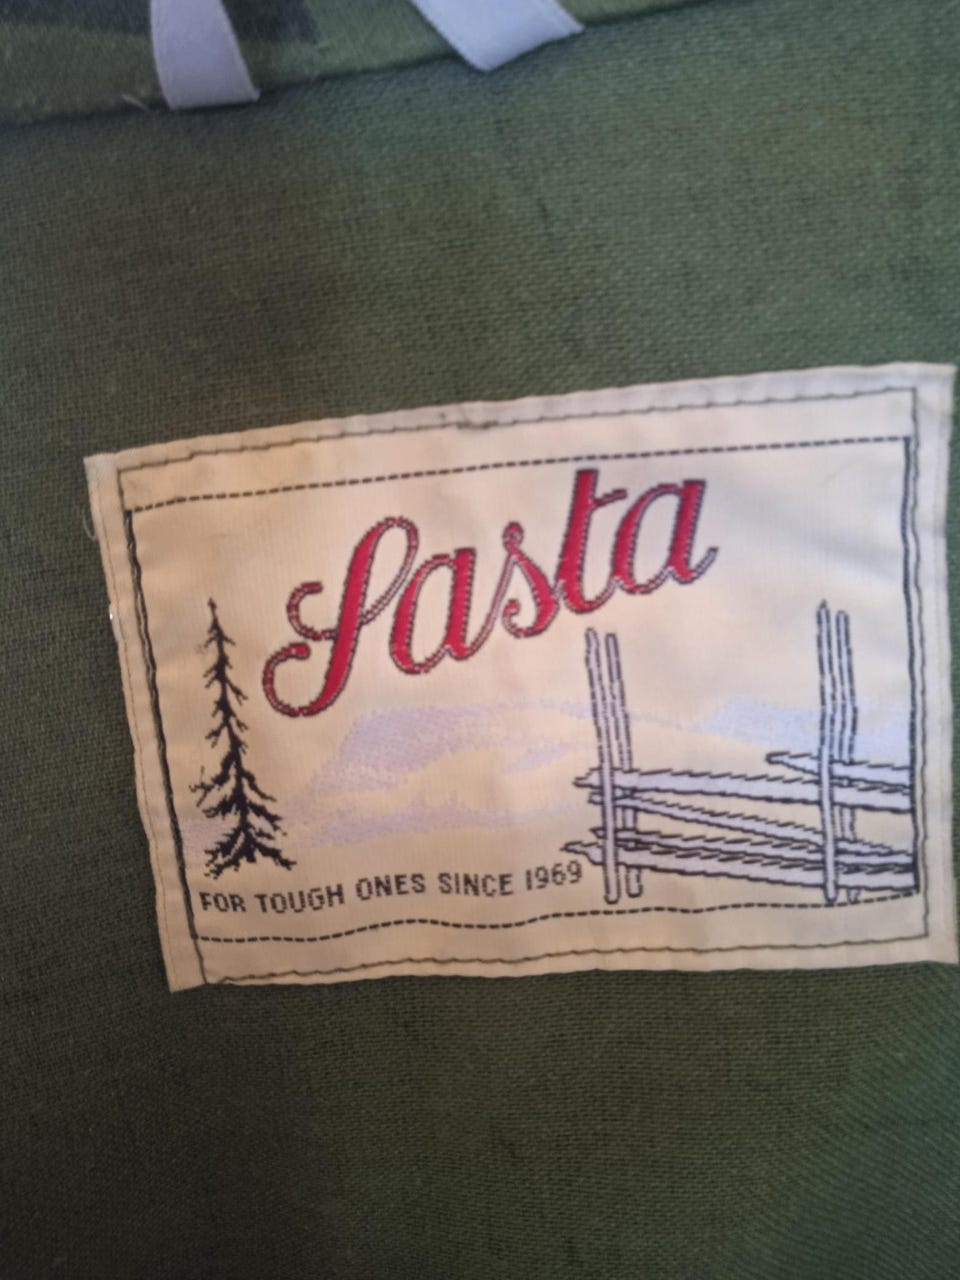 Sasta
FOR TOUGH ONES SINCE 1969